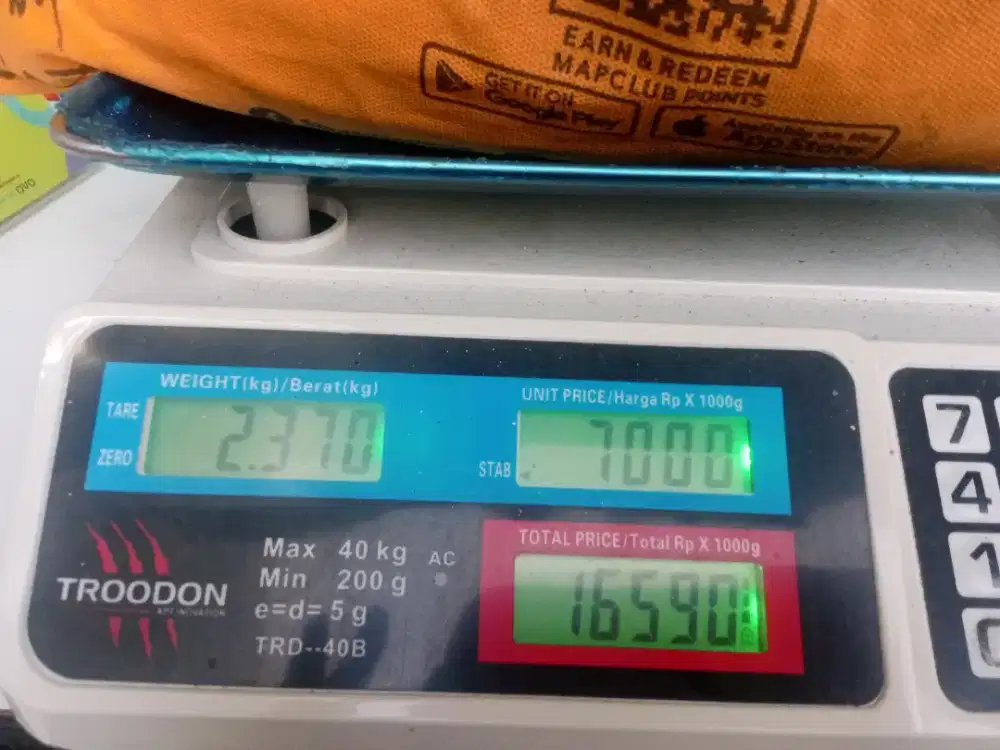 EARN & REDEEM
MAPCLUB POINTS
GET IT ON
Google Play
Available on the
App Store
OVO
WEIGHT(kg)/Berat(kg)
TARE
ZERO
2.370
UNIT PRICE/Harga Rp X 1000g
STAB
7000
TOTAL PRICE/Total Rp X 1000g
16590
TROODON
Max 40 kg
Min 200 g
e=d= 5 g
TRD--40B
AC
7
4
1
0